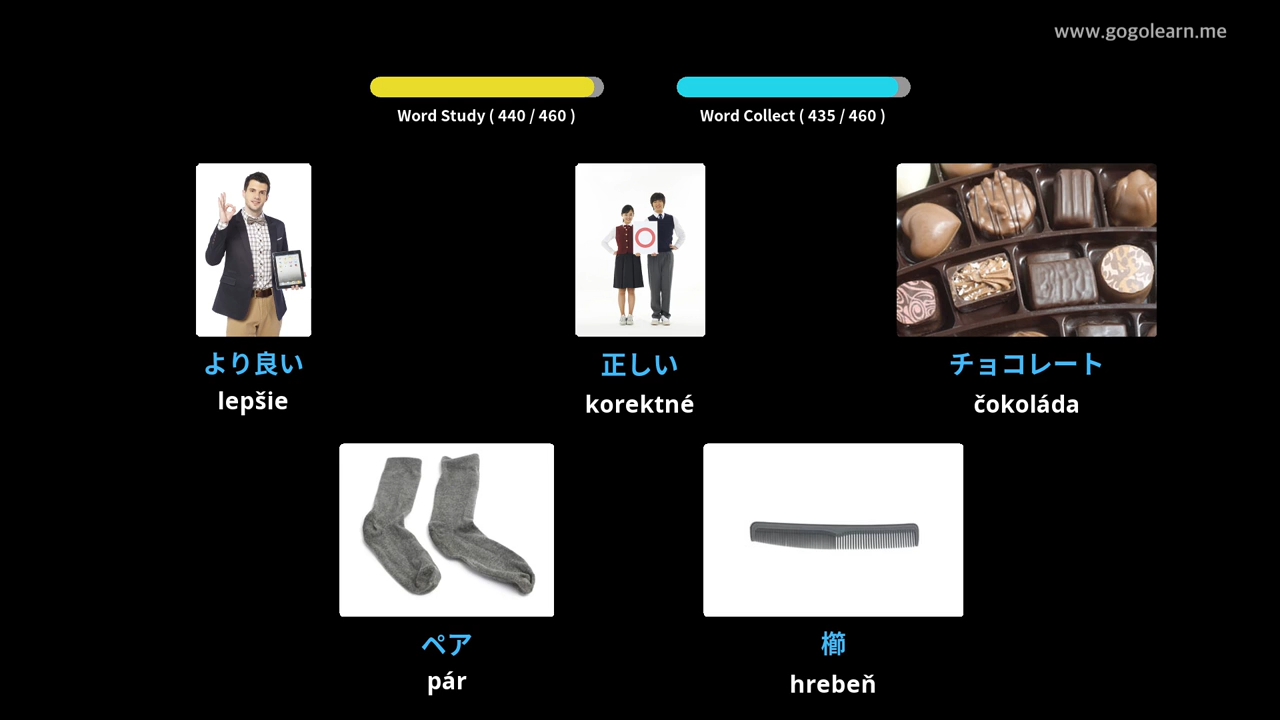 www.gogolearn.me
Word Study ( 440 / 460 )
Word Collect ( 435 / 460 )
より良い
lepšie
正しい
korektné
チョコレート
čokoláda
ペア
pár
櫛
hrebeň